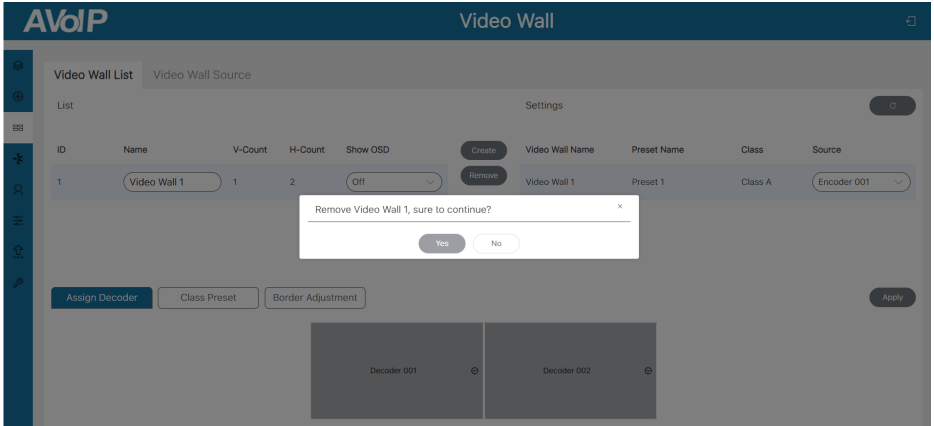 AVoIP
Video Wall
Video Wall List Video Wall Source
List Settings
ID Name V-Count H-Count Show OSD Create Video Wall Name Preset Name Class Source
1 Video Wall 1 1 2 Off Remove Video Wall 1 Preset 1 Class A Encoder 001
Remove Video Wall 1, sure to continue?
Yes No
Assign Decoder Class Preset Border Adjustment Apply
Decoder 001 Decoder 002